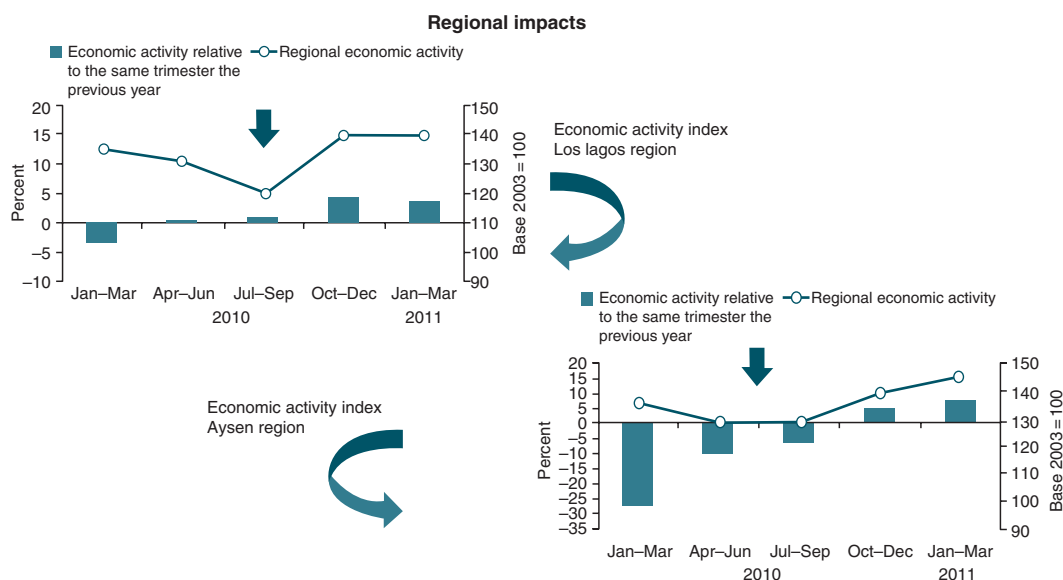 Regional impacts
Economic activity relative
to the same trimester the
previous year
Regional economic activity
Percent
20
15
10
5
0
–5
–10
150
140
130
120
110
100
90
Base 2003 = 100
Jan–Mar Apr–Jun Jul–Sep Oct–Dec Jan–Mar
2010 2011
Economic activity index
Los lagos region
Economic activity relative
to the same trimester the
previous year
Regional economic activity
Percent
20
15
10
5
0
–5
–10
–15
–20
–25
–30
–35
150
140
130
120
110
100
90
Base 2003 = 100
Jan–Mar Apr–Jun Jul–Sep Oct–Dec Jan–Mar
2010 2011
Economic activity index
Aysen region